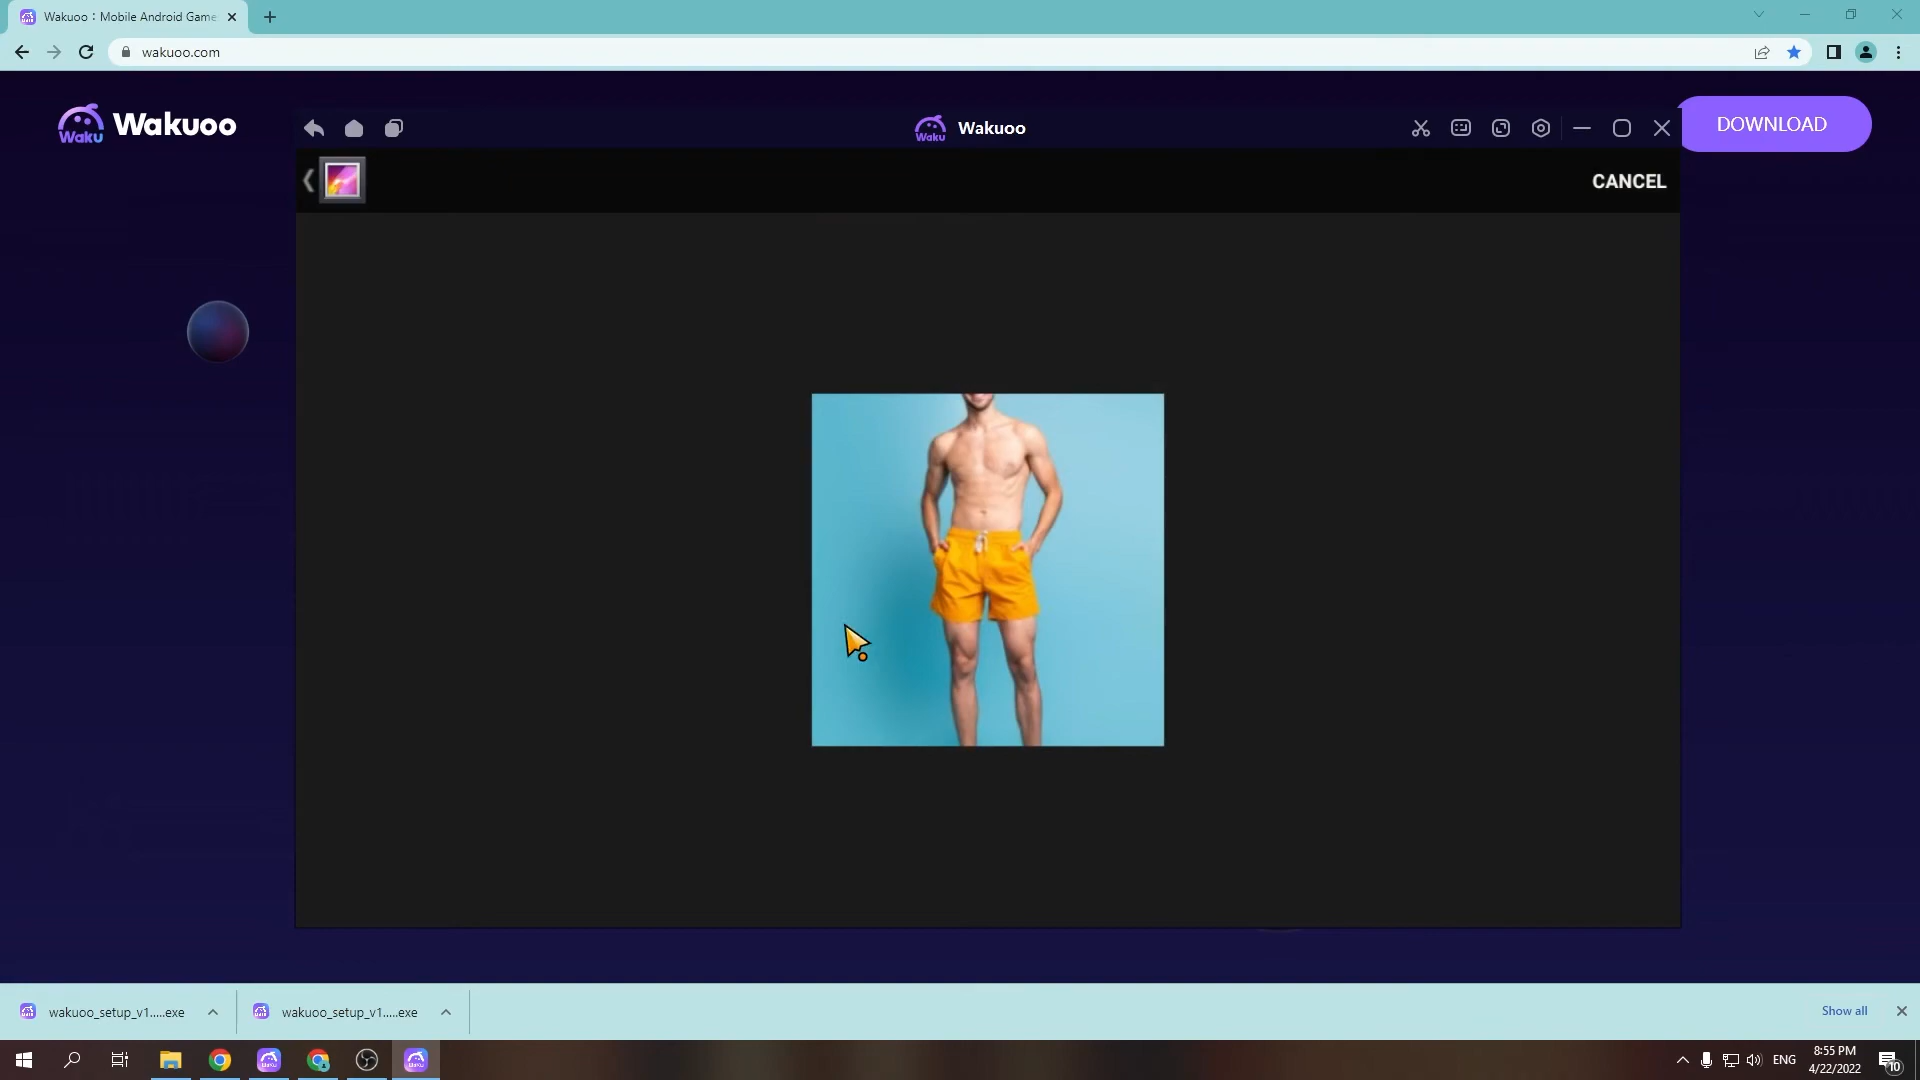 Wakuoo : Mobile Android Game
wakuoo.com
Waku Wakuoo
Waku Wakuoo
DOWNLOAD
CANCEL
wakuoo_setup_v1.....exe
wakuoo_setup_v1.....exe
Show all
ENG
8:55 PM
4/22/2022
10